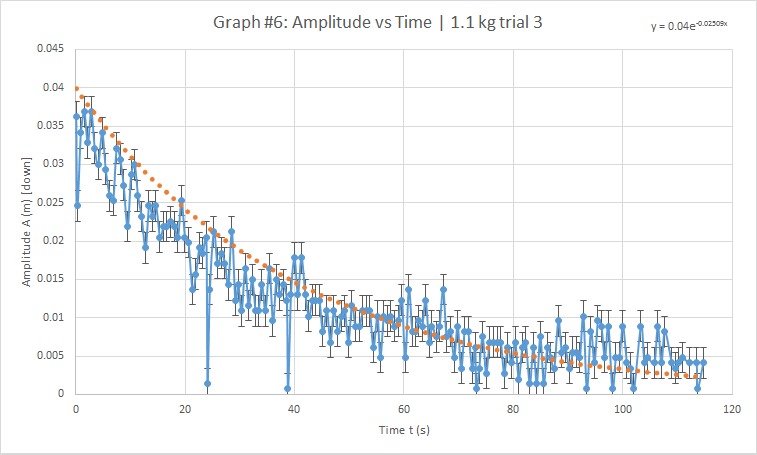 Graph #6: Amplitude vs Time | 1.1 kg trial 3
y = 0.04e^-0.02509x
0.045
0.04
0.035
0.03
0.025
0.02
0.015
0.01
0.005
0
Amplitude A (m) [down]
0 20 40 60 80 100 120
Time t (s)